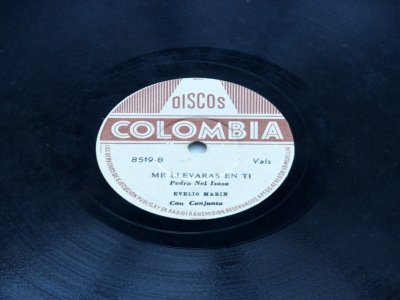 DISCOS
COLOMBIA
8519-B Vals
ME LLEVARAS EN TI
Pedro Nel Isaza
EVELIO MARIN
Con Conjunto